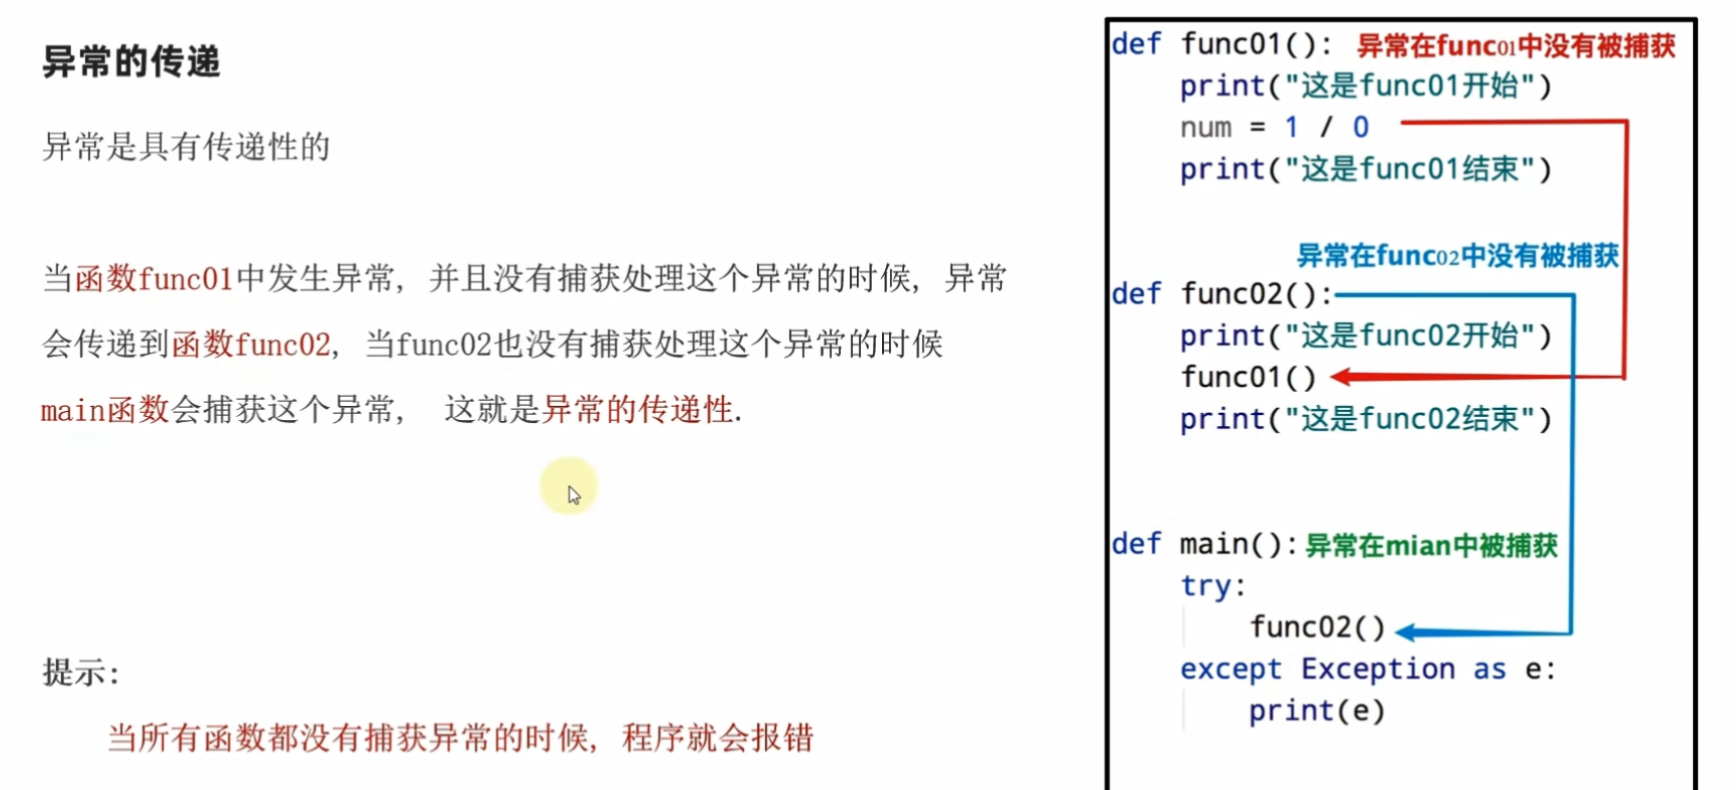 异常的传递
异常是具有传递性的
当函数func01中发生异常, 并且没有捕获处理这个异常的时候, 异常
会传递到函数func02, 当func02也没有捕获处理这个异常的时候
main函数会捕获这个异常, 这就是异常的传递性.
提示:
当所有函数都没有捕获异常的时候, 程序就会报错
def func01(): 异常在func01中没有被捕获
    print("这是func01开始")
    num = 1 / 0
    print("这是func01结束")
异常在func02中没有被捕获
def func02():
    print("这是func02开始")
    func01()
    print("这是func02结束")
def main(): 异常在mian中被捕获
    try:
        func02()
    except Exception as e:
        print(e)